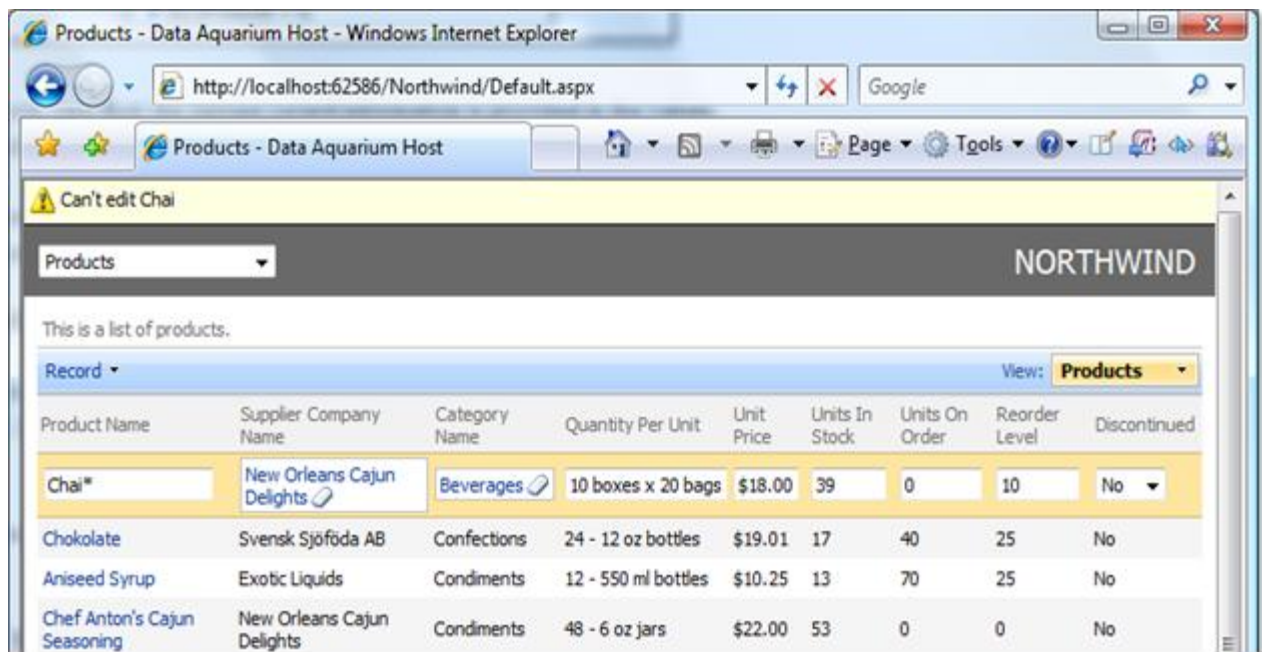 Products - Data Aquarium Host - Windows Internet Explorer
http://localhost:62586/Northwind/Default.aspx
Google
Products - Data Aquarium Host
Page
Tools
Can't edit Chai
Products
NORTHWIND
This is a list of products.
Record
View: Products
Product Name
Supplier Company
Name
Category
Name
Quantity Per Unit
Unit
Price
Units In
Stock
Units On
Order
Reorder
Level
Discontinued
Chai*
New Orleans Cajun
Delights
Beverages
10 boxes x 20 bags
$18.00
39
0
10
No
Chokolate
Svensk Sjöföda AB
Confections
24 - 12 oz bottles
$19.01
17
40
25
No
Aniseed Syrup
Exotic Liquids
Condiments
12 - 550 ml bottles
$10.25
13
70
25
No
Chef Anton's Cajun
Seasoning
New Orleans Cajun
Delights
Condiments
48 - 6 oz jars
$22.00
53
0
0
No